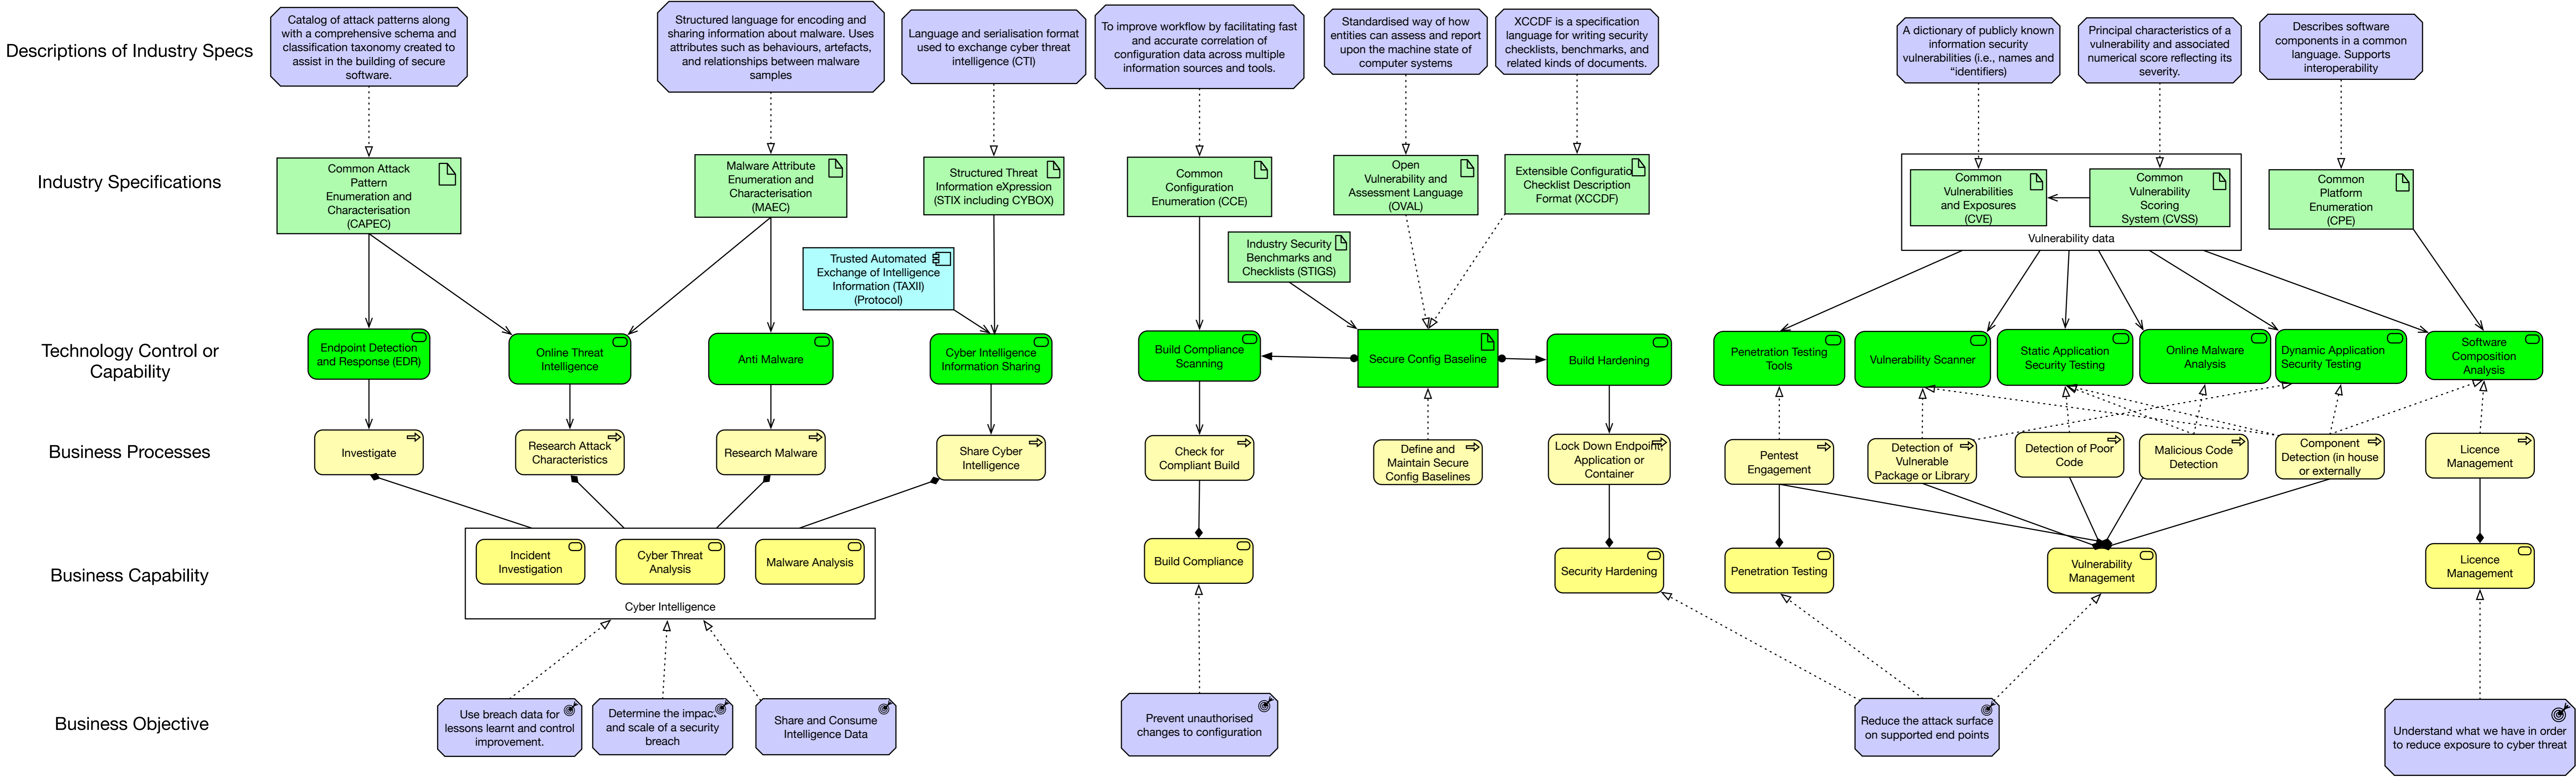 Descriptions of Industry Specs
Catalog of attack patterns along
with a comprehensive schema and
classification taxonomy created to
assist in the building of secure
software.
Structured language for encoding and
sharing information about malware. Uses
attributes such as behaviours, artefacts,
and relationships between malware
samples
Language and serialisation format
used to exchange cyber threat
intelligence (CTI)
To improve workflow by facilitating fast
and accurate correlation of
configuration data across multiple
information sources and tools.
Standardised way of how
entities can assess and report
upon the machine state of
computer systems
XCCDF is a specification
language for writing security
checklists, benchmarks, and
related kinds of documents.
A dictionary of publicly known
information security
vulnerabilities (i.e., names and
“identifiers)
Principal characteristics of a
vulnerability and associated
numerical score reflecting its
severity.
Describes software
components in a common
language. Supports
interoperability
Industry Specifications
Common Attack
Pattern
Enumeration and
Characterisation
(CAPEC)
Malware Attribute
Enumeration and
Characterisation
(MAEC)
Structured Threat
Information eXpression
(STIX including CYBOX)
Common
Configuration
Enumeration (CCE)
Open
Vulnerability and
Assessment Language
(OVAL)
Extensible Configuratio
Checklist Description
Format (XCCDF)
Common
Vulnerabilities
and Exposures
(CVE)
Common
Vulnerability
Scoring
System (CVSS)
Vulnerability data
Common
Platform
Enumeration
(CPE)
Trusted Automated
Exchange of Intelligence
Information (TAXII)
(Protocol)
Industry Security
Benchmarks and
Checklists (STIGS)
Technology Control or
Capability
Endpoint Detection
and Response (EDR)
Online Threat
Intelligence
Anti Malware
Cyber Intelligence
Information Sharing
Build Compliance
Scanning
Secure Config Baseline
Build Hardening
Penetration Testing
Tools
Vulnerability Scanner
Static Application
Security Testing
Online Malware
Analysis
Dynamic Application
Security Testing
Software
Composition
Analysis
Business Processes
Investigate
Research Attack
Characteristics
Research Malware
Share Cyber
Intelligence
Check for
Compliant Build
Define and
Maintain Secure
Config Baselines
Lock Down Endpoint,
Application or
Container
Pentest
Engagement
Detection of
Vulnerable
Package or Library
Detection of Poor
Code
Malicious Code
Detection
Component
Detection (in house
or externally
Licence
Management
Business Capability
Incident
Investigation
Cyber Threat
Analysis
Malware Analysis
Cyber Intelligence
Build Compliance
Security Hardening
Penetration Testing
Vulnerability
Management
Licence
Management
Business Objective
Use breach data for
lessons learnt and control
improvement.
Determine the impact
and scale of a security
breach
Share and Consume
Intelligence Data
Prevent unauthorised
changes to configuration
Reduce the attack surface
on supported end points
Understand what we have in order
to reduce exposure to cyber threat